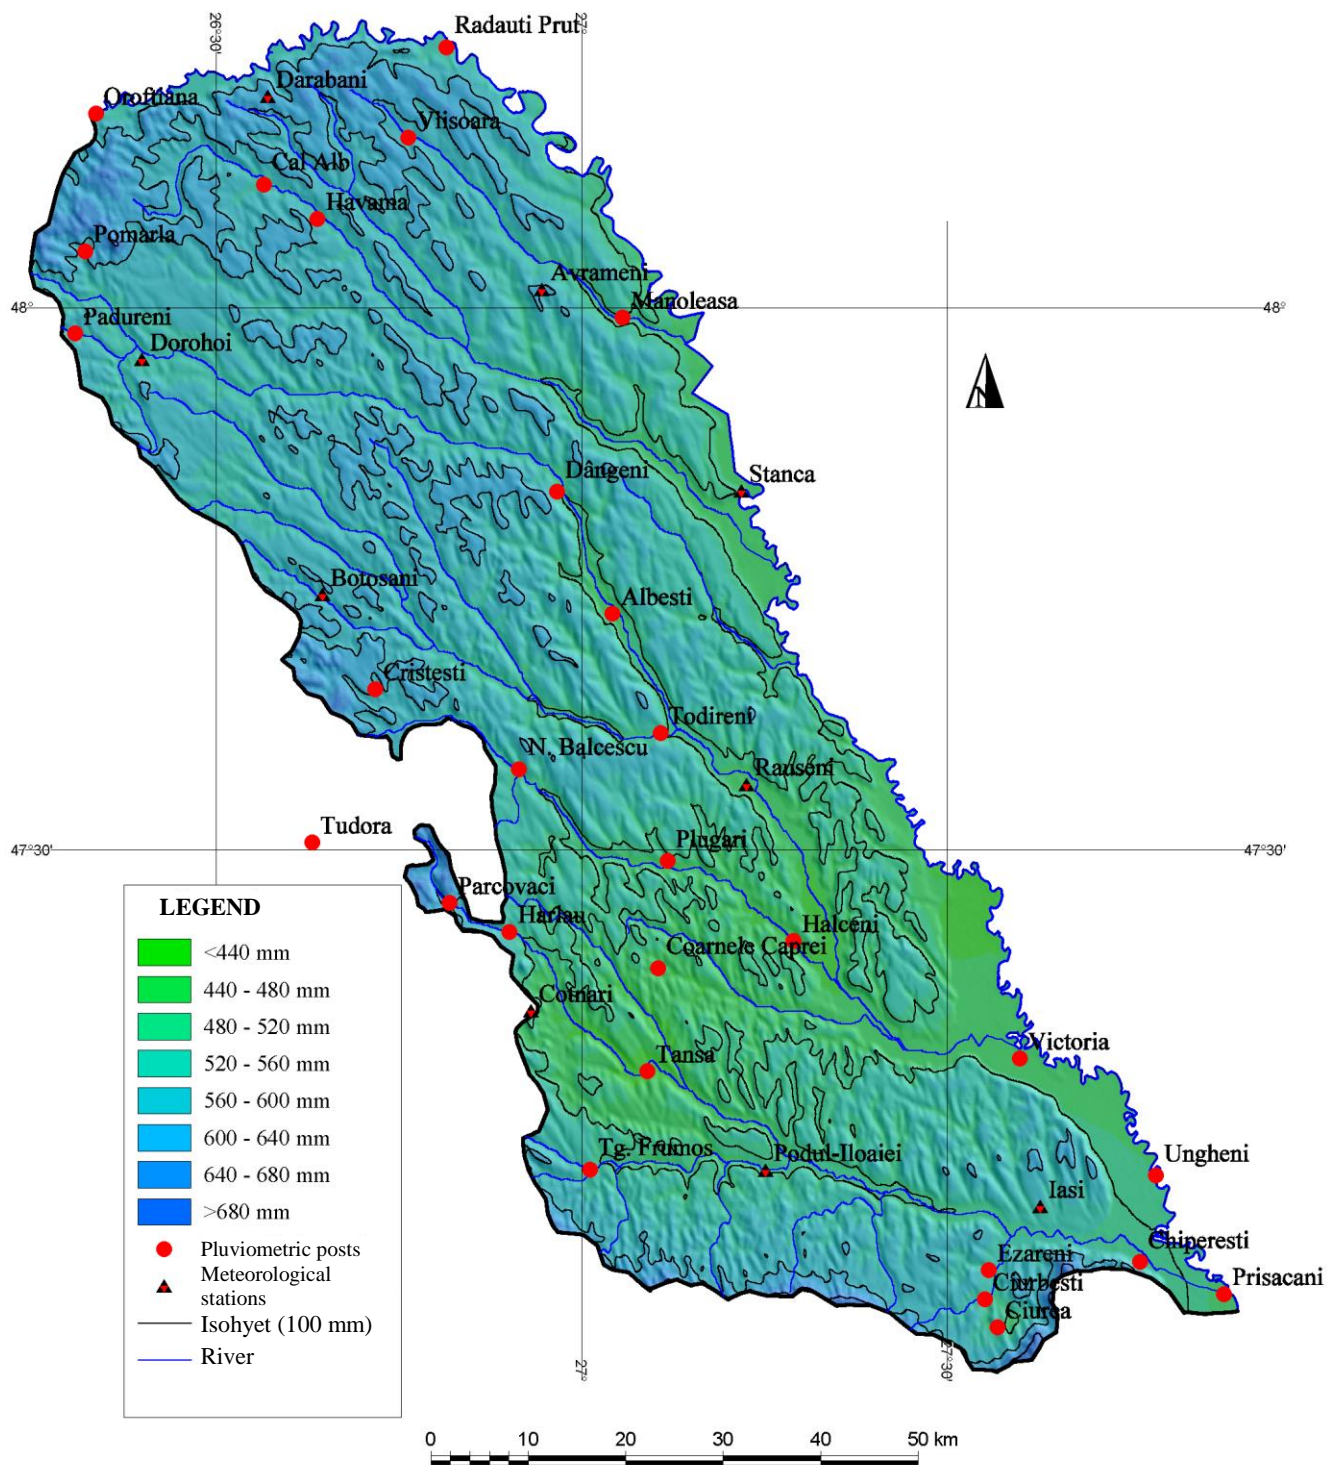 Radauti Prut
26°30'
27°
Oroftiana
Darabani
Vlisoara
Cal Alb
Havama
Pomarla
Avrameni
Manoleasa
48°
48°
Padureni
Dorohoi
N
Dângeni
Stanca
Botosani
Albesti
Cristesti
Todireni
N. Balcescu
Rauseni
Tudora
Plugari
47°30'
47°30'
LEGEND
Parcovaci
Harlau
Halceni
Coarnele Caprei
<440 mm
440 - 480 mm
Cotnari
480 - 520 mm
Victoria
520 - 560 mm
Tansa
560 - 600 mm
600 - 640 mm
Tg. Frumos
Podul-Iloaiei
Ungheni
640 - 680 mm
Iasi
>680 mm
Pluviometric posts
Chiperesti
Ezareni
Meteorological
stations
Ciurbesti
Prisacani
Ciurea
Isohyet (100 mm)
River
27°
27°30'
0 10 20 30 40 50 km